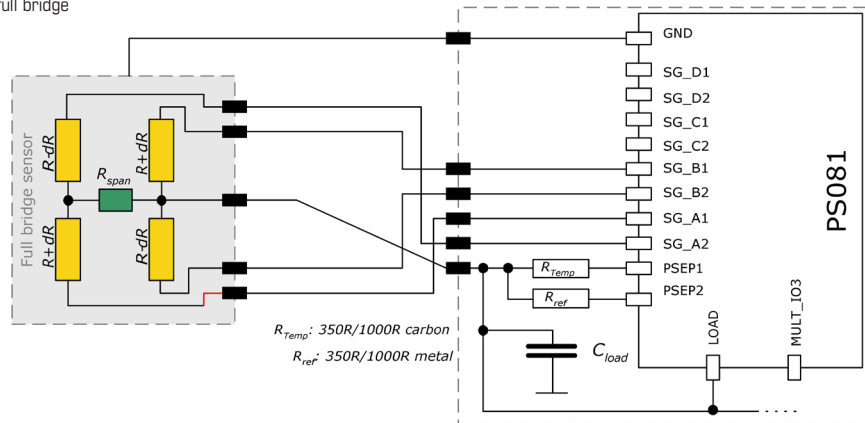 full bridge
GND
SG_D1
SG_D2
SG_C1
SG_C2
SG_B1
SG_B2
SG_A1
SG_A2
PSEP1
PSEP2
PS081
LOAD
MULT_IO3
Full bridge sensor
R-dR
R+dR
Rspan
R+dR
R-dR
RTemp
Rref
RTemp: 350R/1000R carbon
Rref: 350R/1000R metal
Cload